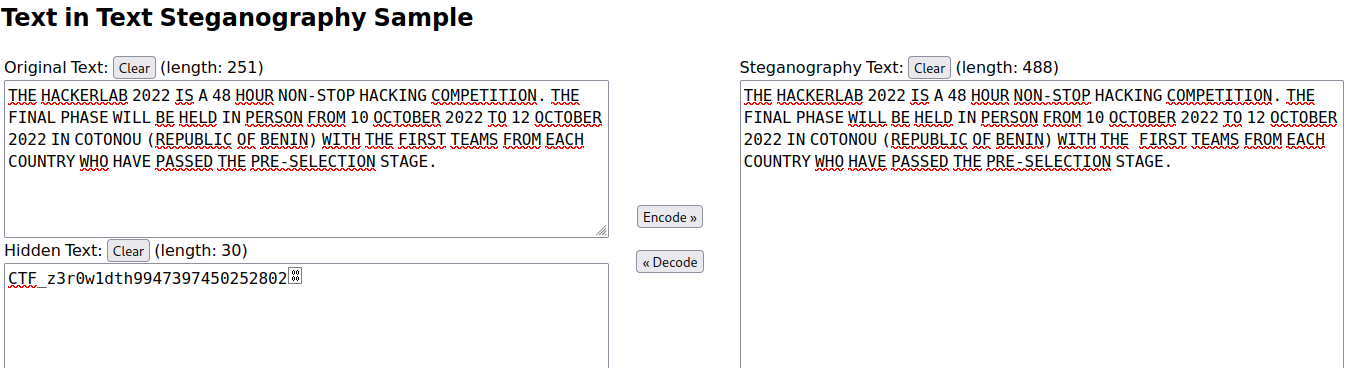 Text in Text Steganography Sample
Original Text: Clear (length: 251)
THE HACKERLAB 2022 IS A 48 HOUR NON-STOP HACKING COMPETITION. THE
FINAL PHASE WILL BE HELD IN PERSON FROM 10 OCTOBER 2022 TO 12 OCTOBER
2022 IN COTONOU (REPUBLIC OF BENIN) WITH THE FIRST TEAMS FROM EACH
COUNTRY WHO HAVE PASSED THE PRE-SELECTION STAGE.
Hidden Text: Clear (length: 30)
CTF_z3r0w1dth9947397450252802
Encode »
« Decode
Steganography Text: Clear (length: 488)
THE HACKERLAB 2022 IS A 48 HOUR NON-STOP HACKING COMPETITION. THE
FINAL PHASE WILL BE HELD IN PERSON FROM 10 OCTOBER 2022 TO 12 OCTOBER
2022 IN COTONOU (REPUBLIC OF BENIN) WITH THE  FIRST TEAMS FROM EACH
COUNTRY WHO HAVE PASSED THE PRE-SELECTION STAGE.